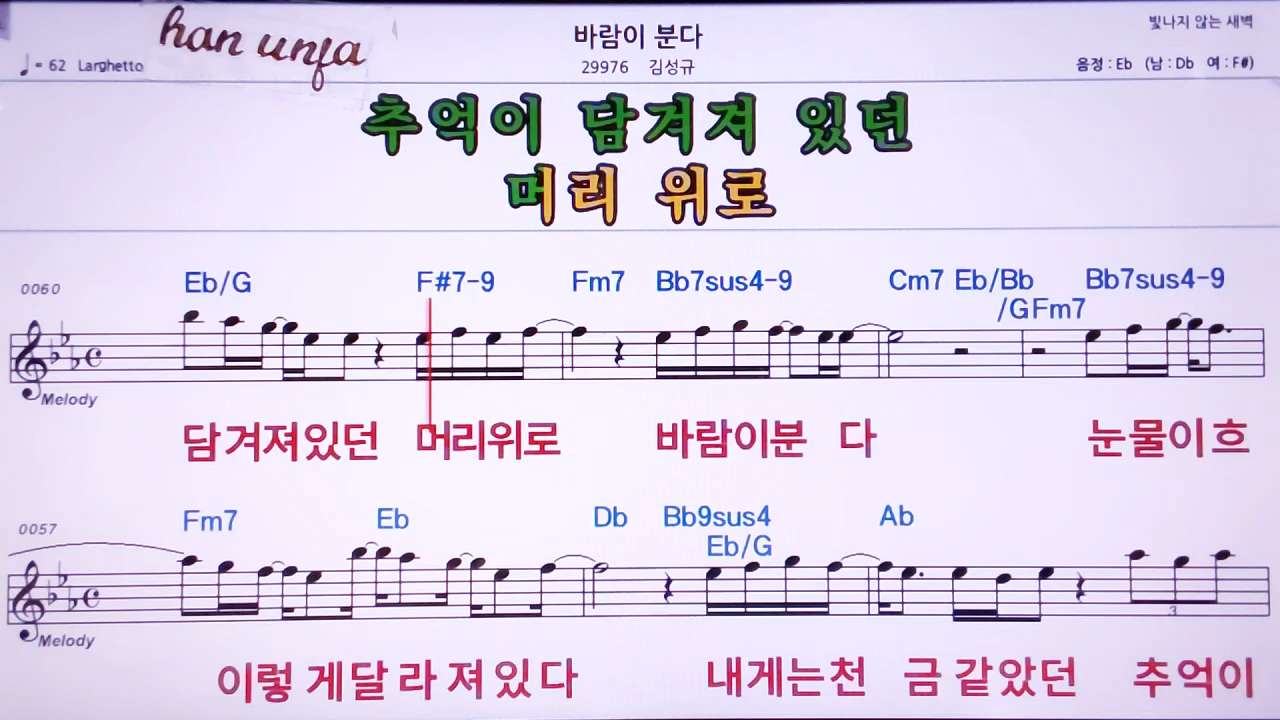 han unfa
바람이 분다
빛나지 않는 새벽
♩= 62 Larghetto
29976 김성규
음정 : Eb (남 : Db 여 : F#)
추억이 담겨져 있던
머리 위로
0060
Eb/G F#7-9 Fm7 Bb7sus4-9 Cm7 Eb/Bb Bb7sus4-9
/G Fm7
Melody
담겨져있던 머리위로 바람이분 다 눈물이흐
0057
Fm7 Eb Db Bb9sus4 Ab
Eb/G
3
Melody
이렇 게달 라 져있다 내게는천 금 같았던 추억이